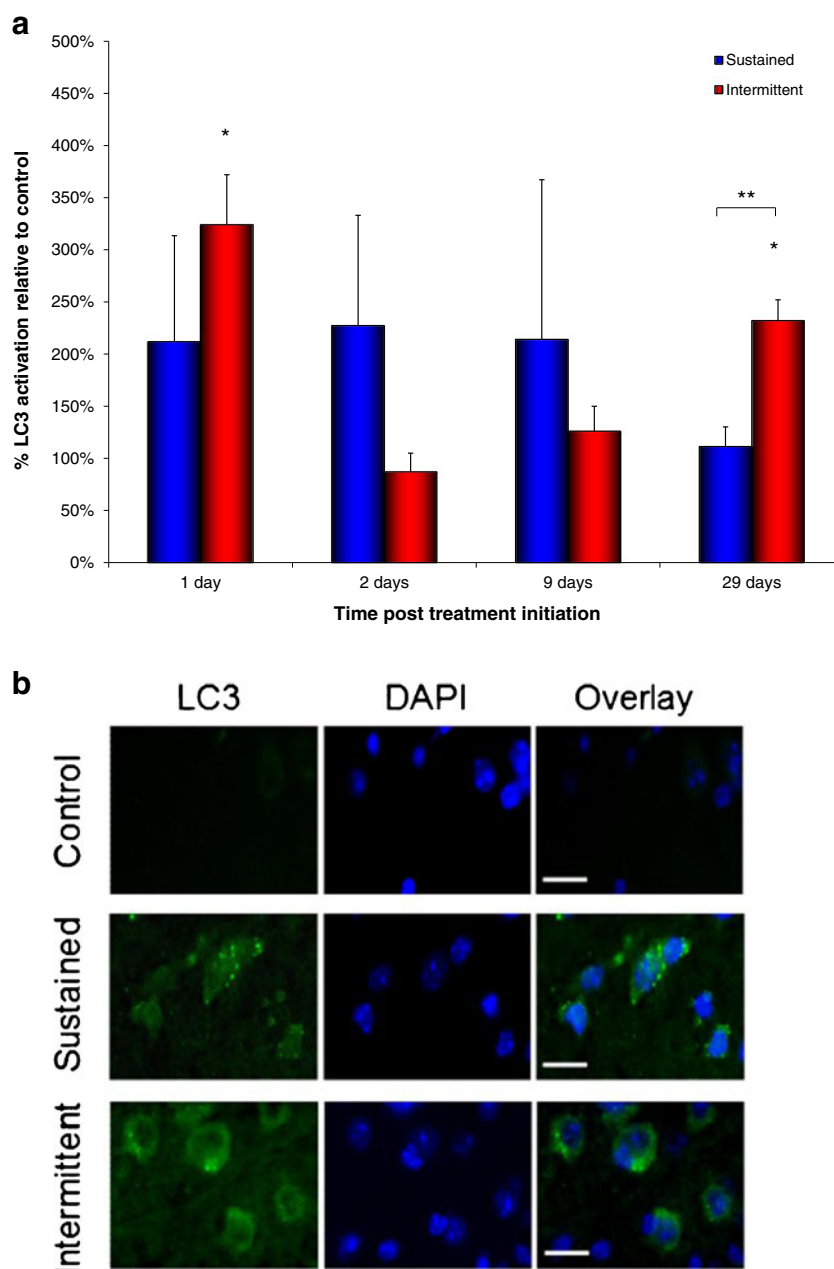 a
500%
450%
400%
350%
300%
250%
200%
150%
100%
50%
0%
% LC3 activation relative to control
Sustained
Intermittent
*
**
*
1 day
2 days
9 days
29 days
Time post treatment initiation
b
LC3
DAPI
Overlay
Control
Sustained
Intermittent